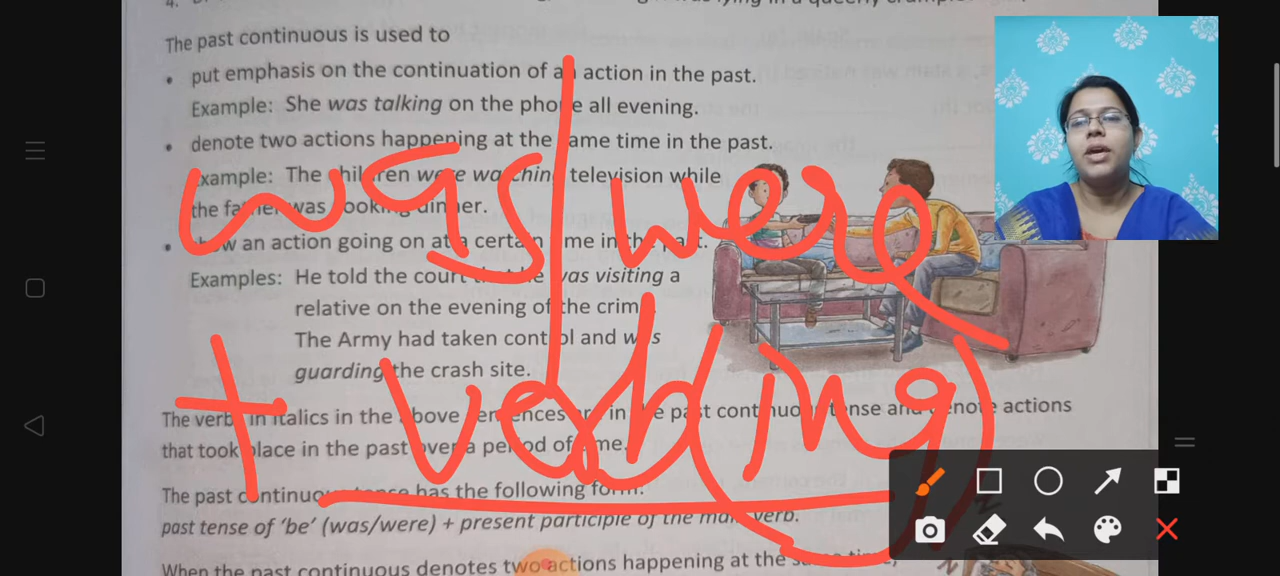 4.
The past continuous is used to
• put emphasis on the continuation of an action in the past.
Example: She was talking on the phone all evening.
• denote two actions happening at the same time in the past.
Example: The children were watching television while
the father was cooking dinner.
• show an action going on at a certain time in the past.
Examples: He told the court that he was visiting a
relative on the evening of the crime.
The Army had taken control and was
guarding the crash site.
The verbs in italics in the above sentences are in the past continuous tense and denote actions
that took place in the past over a period of time.
The past continuous tense has the following form:
past tense of 'be' (was/were) + present participle of the main verb.
When the past continuous denotes two actions happening at the same time,
was/were
+ verb(ing)